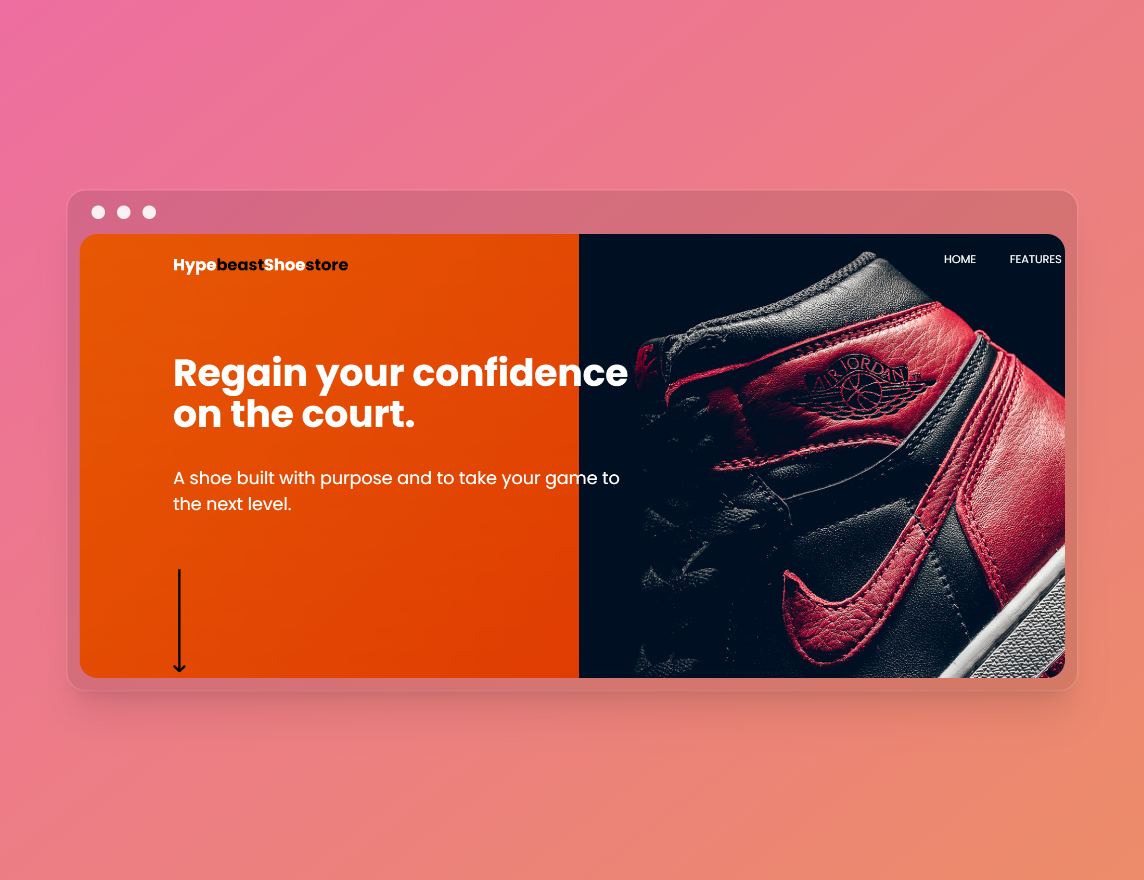 HypebeastShoestore
HOME FEATURES
Regain your confidence
on the court.
A shoe built with purpose and to take your game to
the next level.
AIR JORDAN